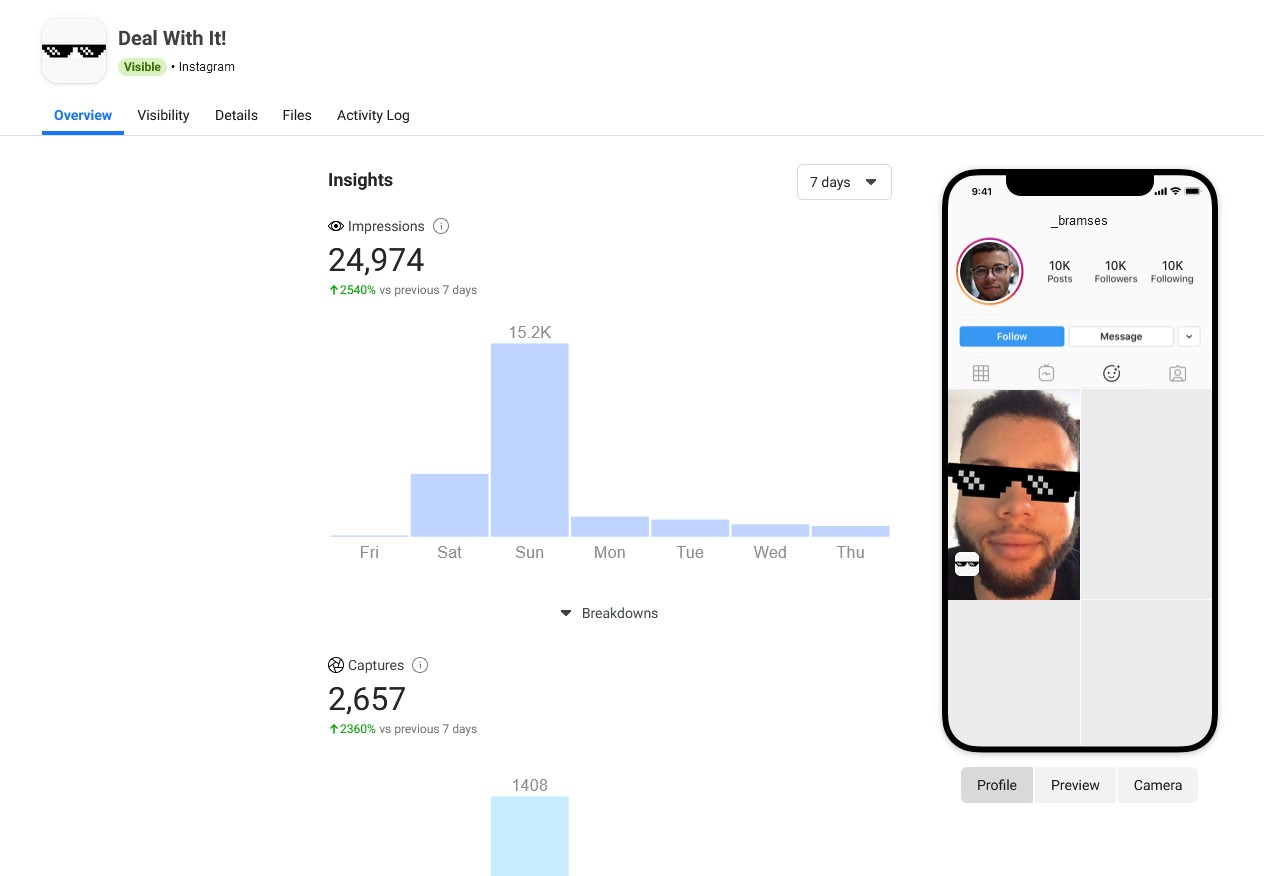 Deal With It!
Visible • Instagram
Overview Visibility Details Files Activity Log
Insights
7 days
Impressions
24,974
2540% vs previous 7 days
15.2K
Fri Sat Sun Mon Tue Wed Thu
Breakdowns
Captures
2,657
2360% vs previous 7 days
1408
9:41
_bramses
10K 10K 10K
Posts Followers Following
Follow Message
Profile Preview Camera